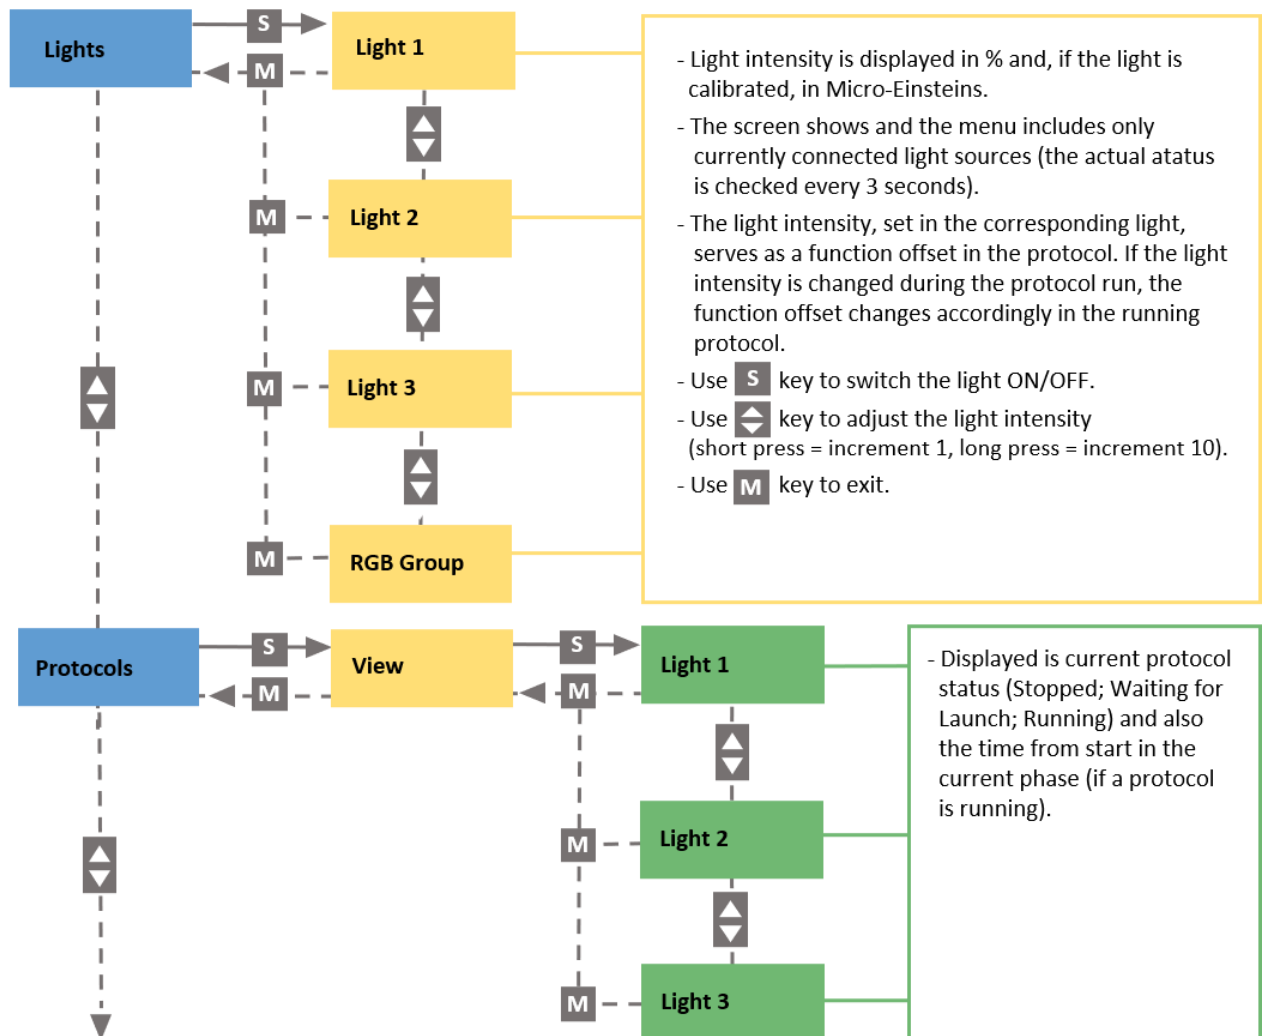 Lights
S
Light 1
M
- Light intensity is displayed in % and, if the light is
calibrated, in Micro-Einsteins.
- The screen shows and the menu includes only
currently connected light sources (the actual atatus
is checked every 3 seconds).
M
Light 2
- The light intensity, set in the corresponding light,
serves as a function offset in the protocol. If the light
intensity is changed during the protocol run, the
function offset changes accordingly in the running
protocol.
M
Light 3
- Use S key to switch the light ON/OFF.
- Use key to adjust the light intensity
(short press = increment 1, long press = increment 10).
- Use M key to exit.
M
RGB Group
Protocols
S
M
View
S
M
Light 1
- Displayed is current protocol
status (Stopped; Waiting for
Launch; Running) and also
the time from start in the
current phase (if a protocol
is running).
M
Light 2
M
Light 3